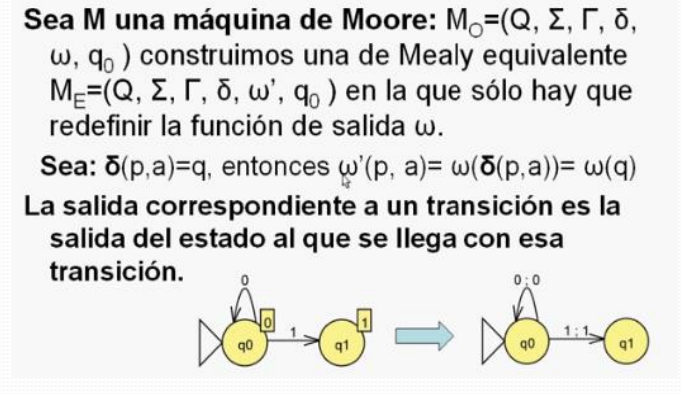 Sea M una máquina de Moore: M_O=(Q, Σ, Γ, δ,
ω, q₀ ) construimos una de Mealy equivalente
M_E=(Q, Σ, Γ, δ, ω’, q₀ ) en la que sólo hay que
redefinir la función de salida ω.
Sea: δ(p,a)=q, entonces ω’(p, a)= ω(δ(p,a))= ω(q)
La salida correspondiente a un transición es la
salida del estado al que se llega con esa
transición.
0
0
q0
1
1
q1
0 ; 0
q0
1 ; 1
q1